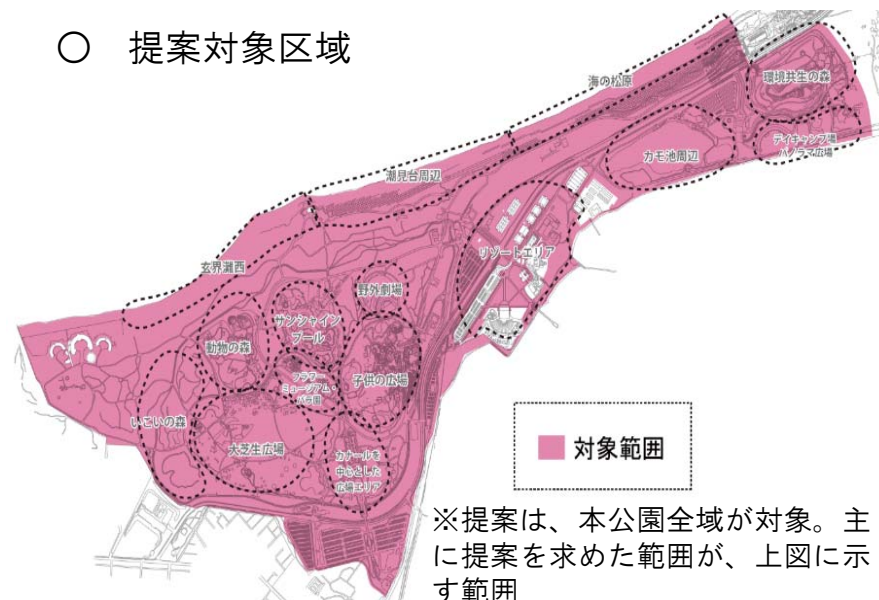 〇 提案対象区域
海の松原
環境共生の森
デイキャンプ場
パノラマ広場
カモ池周辺
潮見台周辺
リゾートエリア
玄界灘西
野外劇場
サンシャイン
プール
動物の森
フラワー
ミュージアム・
バラ園
子供の広場
いこいの森
大芝生広場
カナールを
中心とした
広場エリア
対象範囲
※提案は、本公園全域が対象。主
に提案を求めた範囲が、上図に示
す範囲